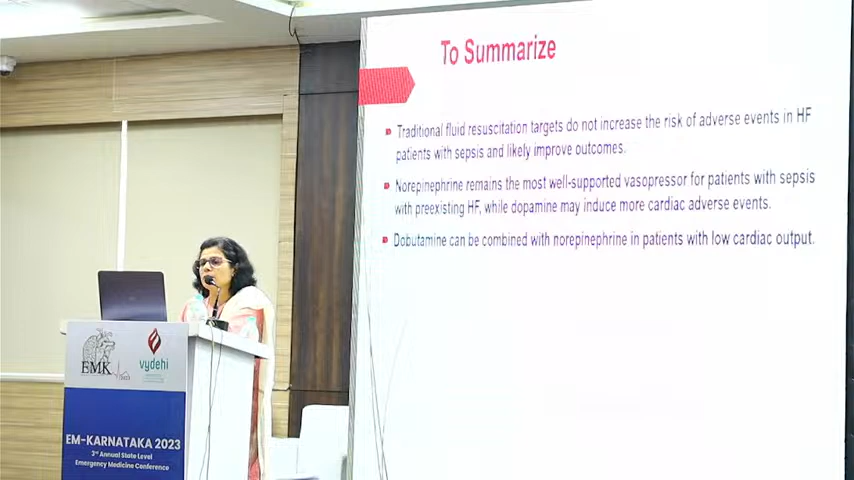 To Summarize
Traditional fluid resuscitation targets do not increase the risk of adverse events in HF
patients with sepsis and likely improve outcomes.
Norepinephrine remains the most well-supported vasopressor for patients with sepsis
with preexisting HF, while dopamine may induce more cardiac adverse events.
Dobutamine can be combined with norepinephrine in patients with low cardiac output.
EMK
vydehi
EM-KARNATAKA 2023
3rd Annual State Level
Emergency Medicine Conference